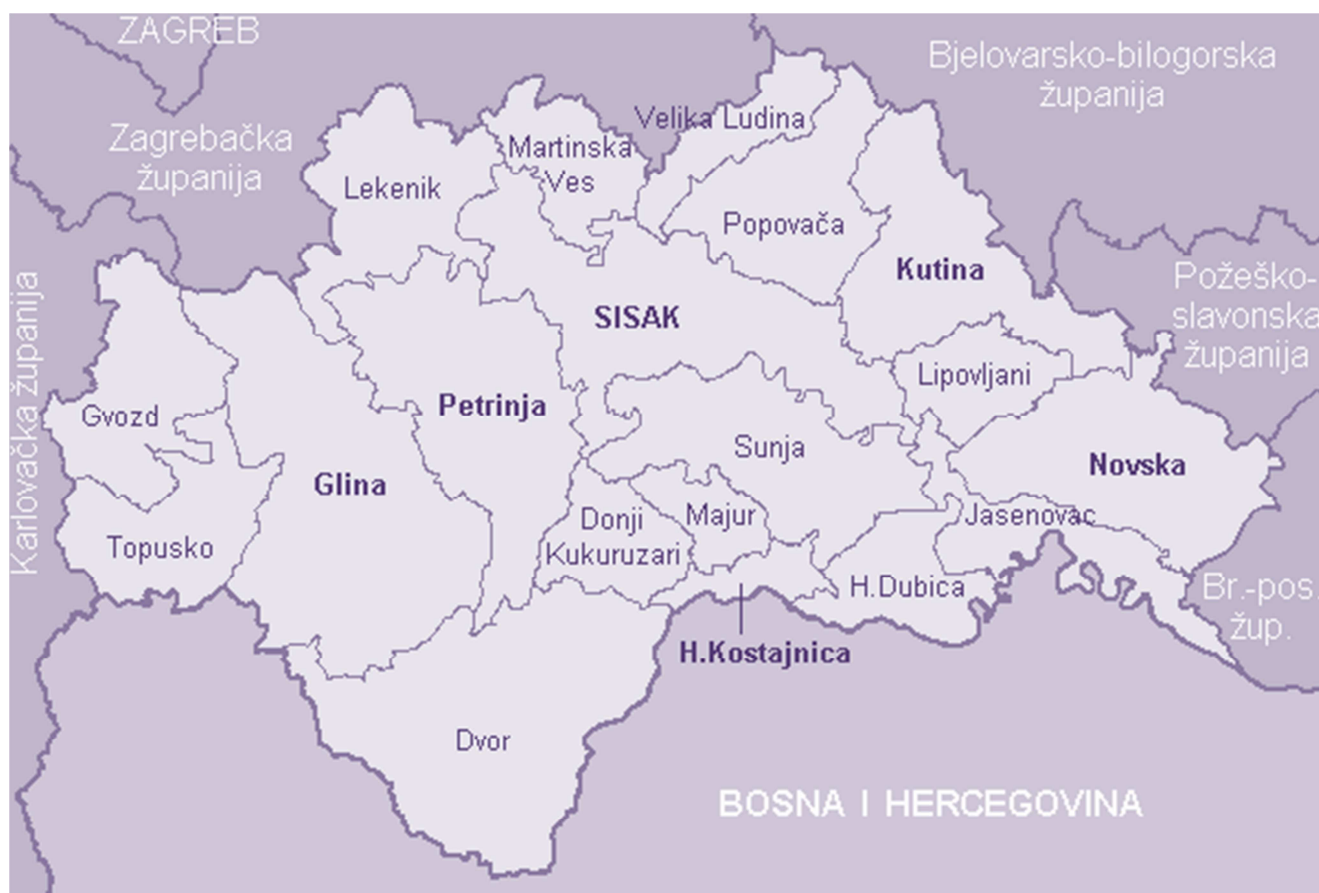 ZAGREB
Bjelovarsko-bilogorska
županija
Zagrebačka
županija
Velika Ludina
Martinska
Ves
Lekenik
Popovača
Kutina
Požeško-
slavonska
županija
Karlovačka županija
SISAK
Lipovljani
Petrinja
Gvozd
Sunja
Novska
Glina
Donji
Kukuruzari
Majur
Jasenovac
Topusko
H.Dubica
Br.-pos.
žup.
H.Kostajnica
Dvor
BOSNA I HERCEGOVINA